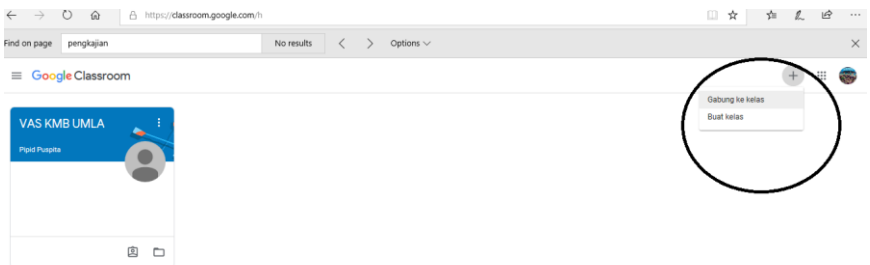 https://classroom.google.com/h
Find on page pengkajian No results Options
Google Classroom
Gabung ke kelas
Buat kelas
VAS KMB UMLA
Pipid Puspita